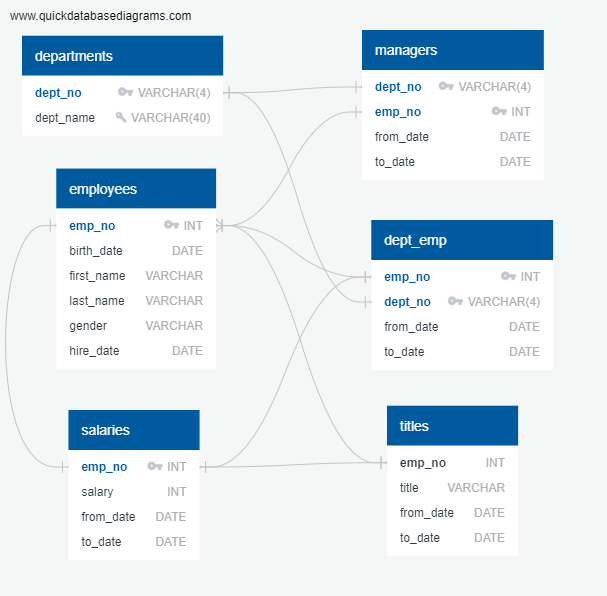 www.quickdatabasediagrams.com
departments
dept_no VARCHAR(4)
dept_name VARCHAR(40)
managers
dept_no VARCHAR(4)
emp_no INT
from_date DATE
to_date DATE
employees
emp_no INT
birth_date DATE
first_name VARCHAR
last_name VARCHAR
gender VARCHAR
hire_date DATE
dept_emp
emp_no INT
dept_no VARCHAR(4)
from_date DATE
to_date DATE
salaries
emp_no INT
salary INT
from_date DATE
to_date DATE
titles
emp_no INT
title VARCHAR
from_date DATE
to_date DATE